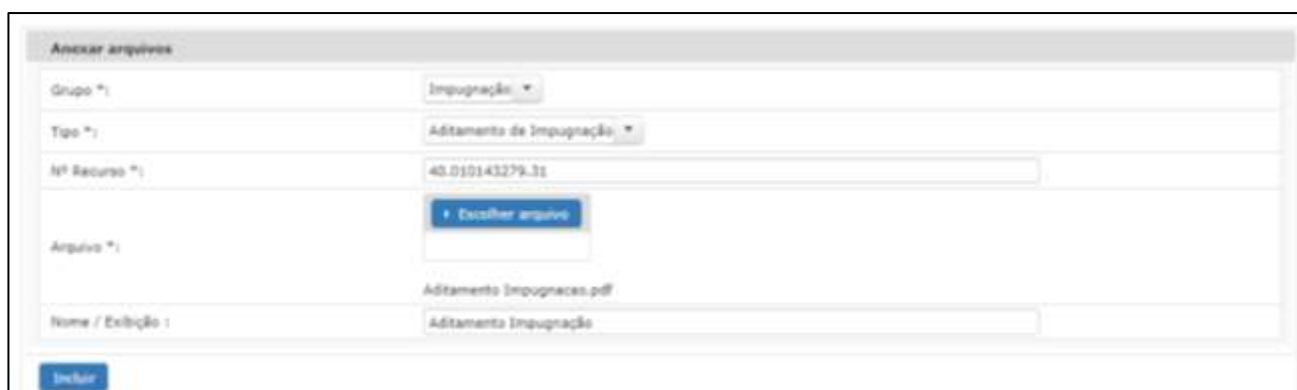 Anexar arquivos
Grupo *: Impugnação
Tipo *: Aditamento de Impugnação
Nº Recurso *: 40.010143279.31
Escolher arquivo
Arquivo *:
Aditamento Impugnacao.pdf
Nome / Exibição : Aditamento Impugnação
Incluir